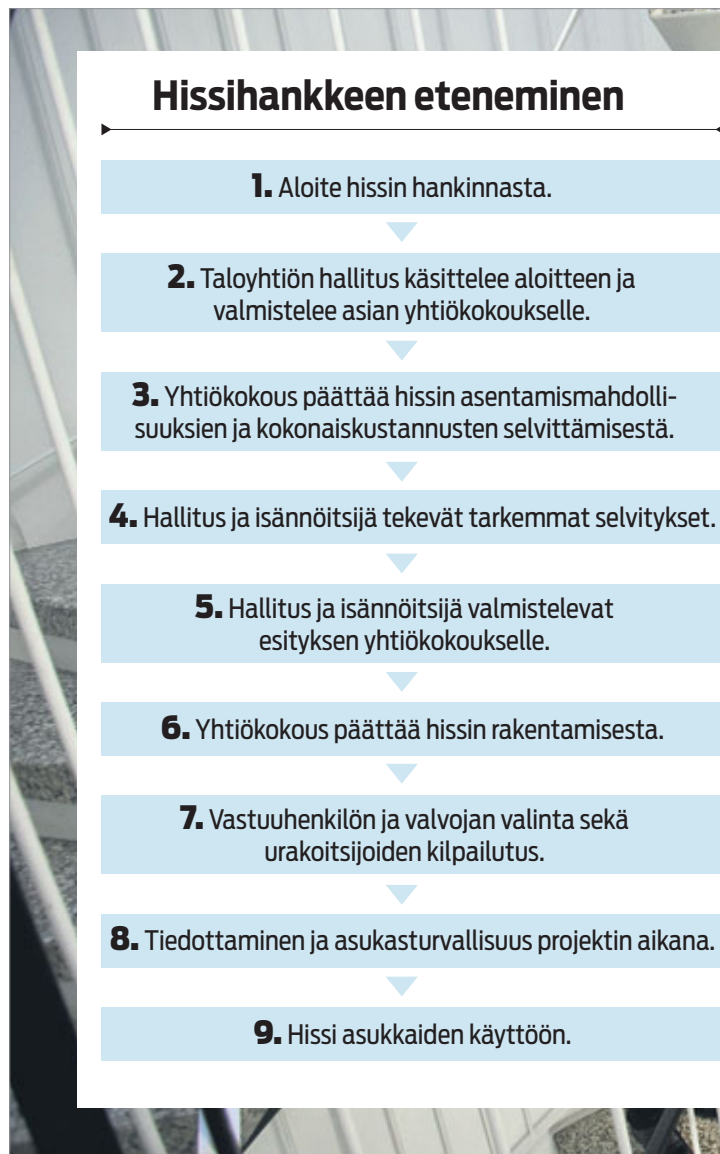 Hissihankkeen eteneminen
1. Aloite hissin hankinnasta.
2. Taloyhtiön hallitus käsittelee aloitteen ja
valmistelee asian yhtiökokoukselle.
3. Yhtiökokous päättää hissin asentamismahdolli-
suuksien ja kokonaiskustannusten selvittämisestä.
4. Hallitus ja isännöitsijä tekevät tarkemmat selvitykset.
5. Hallitus ja isännöitsijä valmistelevat
esityksen yhtiökokoukselle.
6. Yhtiökokous päättää hissin rakentamisesta.
7. Vastuuhenkilön ja valvojan valinta sekä
urakoitsijoiden kilpailutus.
8. Tiedottaminen ja asukasturvallisuus projektin aikana.
9. Hissi asukkaiden käyttöön.